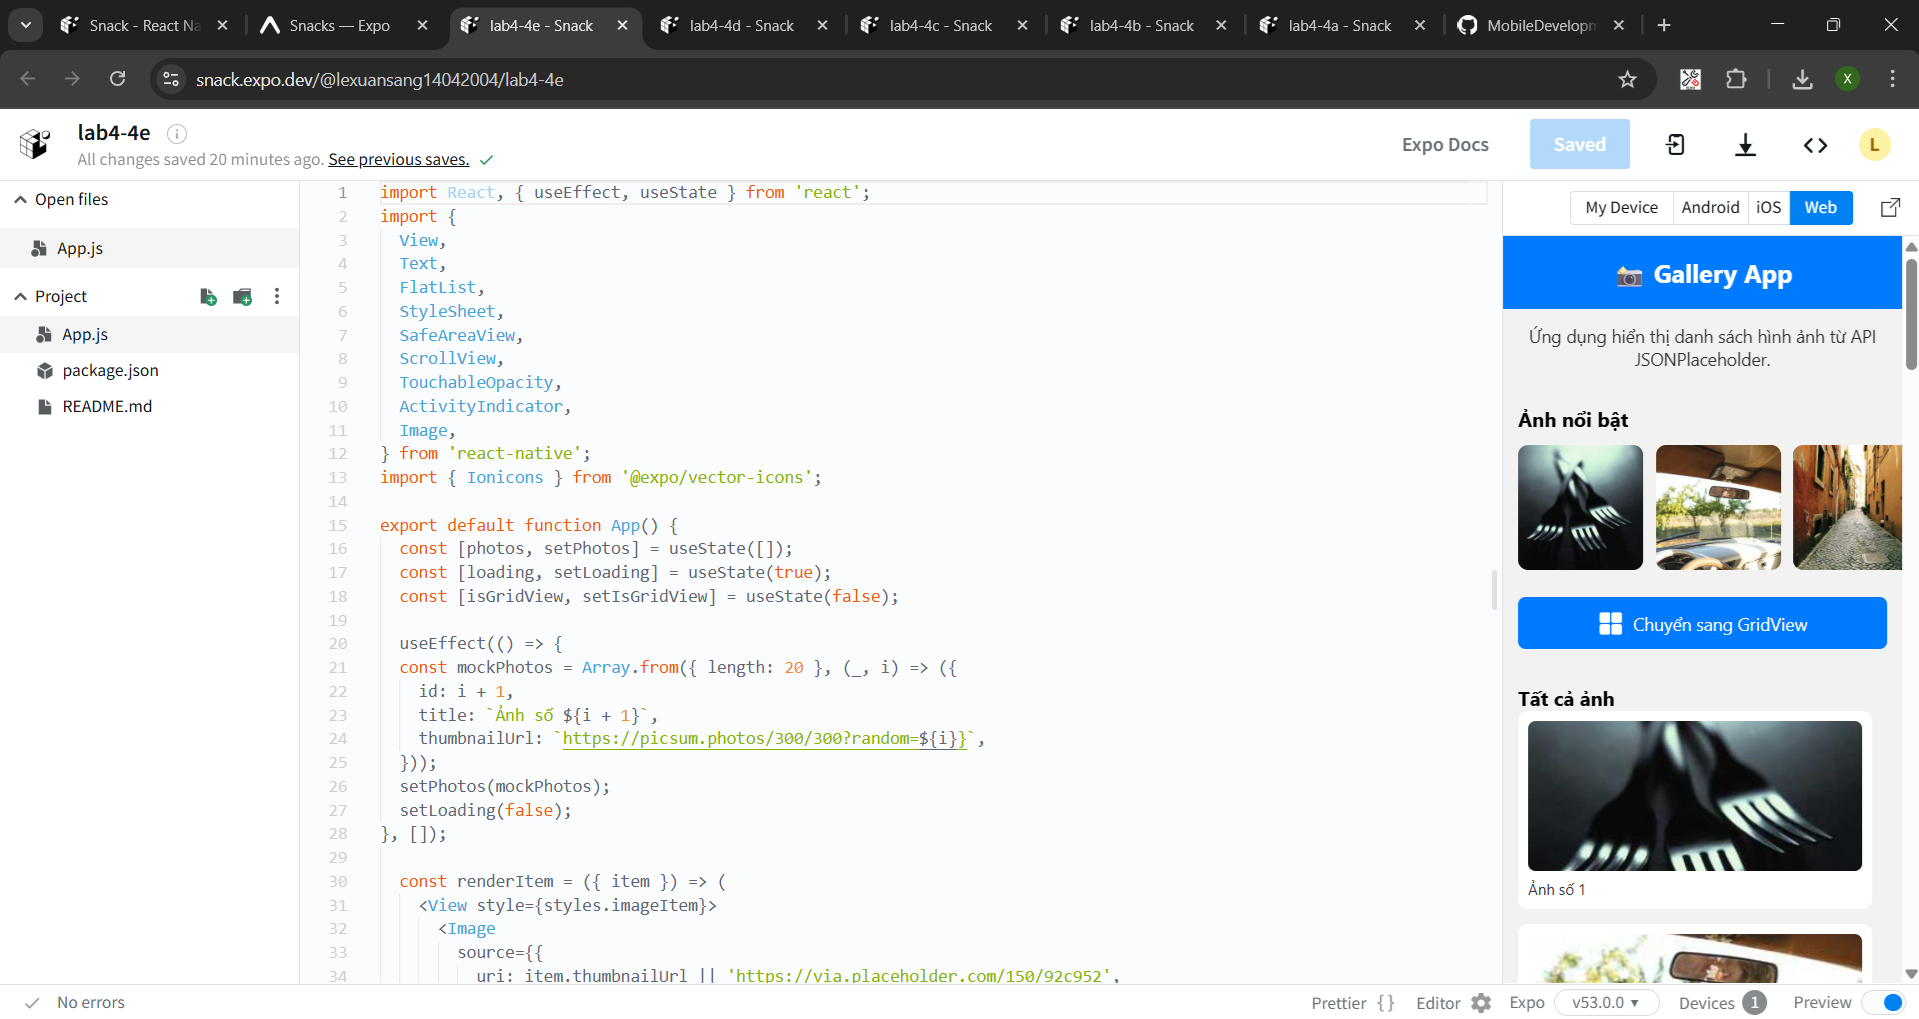 Snack - React Na
Snacks — Expo
lab4-4e - Snack
lab4-4d - Snack
lab4-4c - Snack
lab4-4b - Snack
lab4-4a - Snack
MobileDevelopm
snack.expo.dev/@lexuansang14042004/lab4-4e
X
lab4-4e
All changes saved 20 minutes ago. See previous saves.
Expo Docs
Saved
L
Open files
App.js
Project
App.js
package.json
README.md
1 import React, { useEffect, useState } from 'react';
2 import {
3 View,
4 Text,
5 FlatList,
6 StyleSheet,
7 SafeAreaView,
8 ScrollView,
9 TouchableOpacity,
10 ActivityIndicator,
11 Image,
12 } from 'react-native';
13 import { Ionicons } from '@expo/vector-icons';
14
15 export default function App() {
16 const [photos, setPhotos] = useState([]);
17 const [loading, setLoading] = useState(true);
18 const [isGridView, setIsGridView] = useState(false);
19
20 useEffect(() => {
21 const mockPhotos = Array.from({ length: 20 }, (_, i) => ({
22 id: i + 1,
23 title: `Ảnh số ${i + 1}`,
24 thumbnailUrl: `https://picsum.photos/300/300?random=${i}}`,
25 }));
26 setPhotos(mockPhotos);
27 setLoading(false);
28 }, []);
29
30 const renderItem = ({ item }) => (
31 <View style={styles.imageItem}>
32 <Image
33 source={{
34 uri: item.thumbnailUrl || 'https://via.placeholder.com/150/92c952',
My Device
Android
iOS
Web
Gallery App
Ứng dụng hiển thị danh sách hình ảnh từ API
JSONPlaceholder.
Ảnh nổi bật
Chuyển sang GridView
Tất cả ảnh
Ảnh số 1
No errors
Prettier { }
Editor
Expo
v53.0.0
Devices 1
Preview